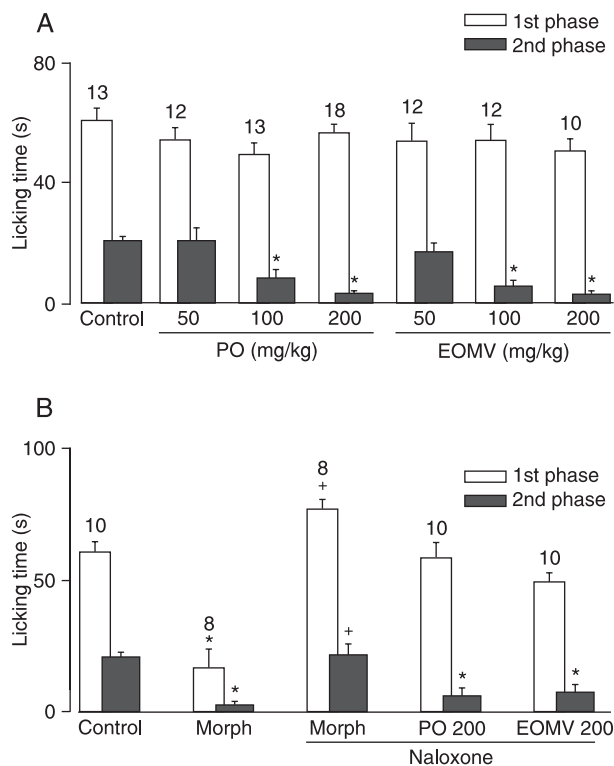 A
1st phase
2nd phase
80
40
0
Licking time (s)
13
12
13
18
12
12
10
*
*
*
*
Control
50
100
200
50
100
200
PO (mg/kg)
EOMV (mg/kg)
B
1st phase
2nd phase
100
50
0
Licking time (s)
10
8
*
*
8
+
+
10
*
10
*
Control
Morph
Morph
PO 200
EOMV 200
Naloxone